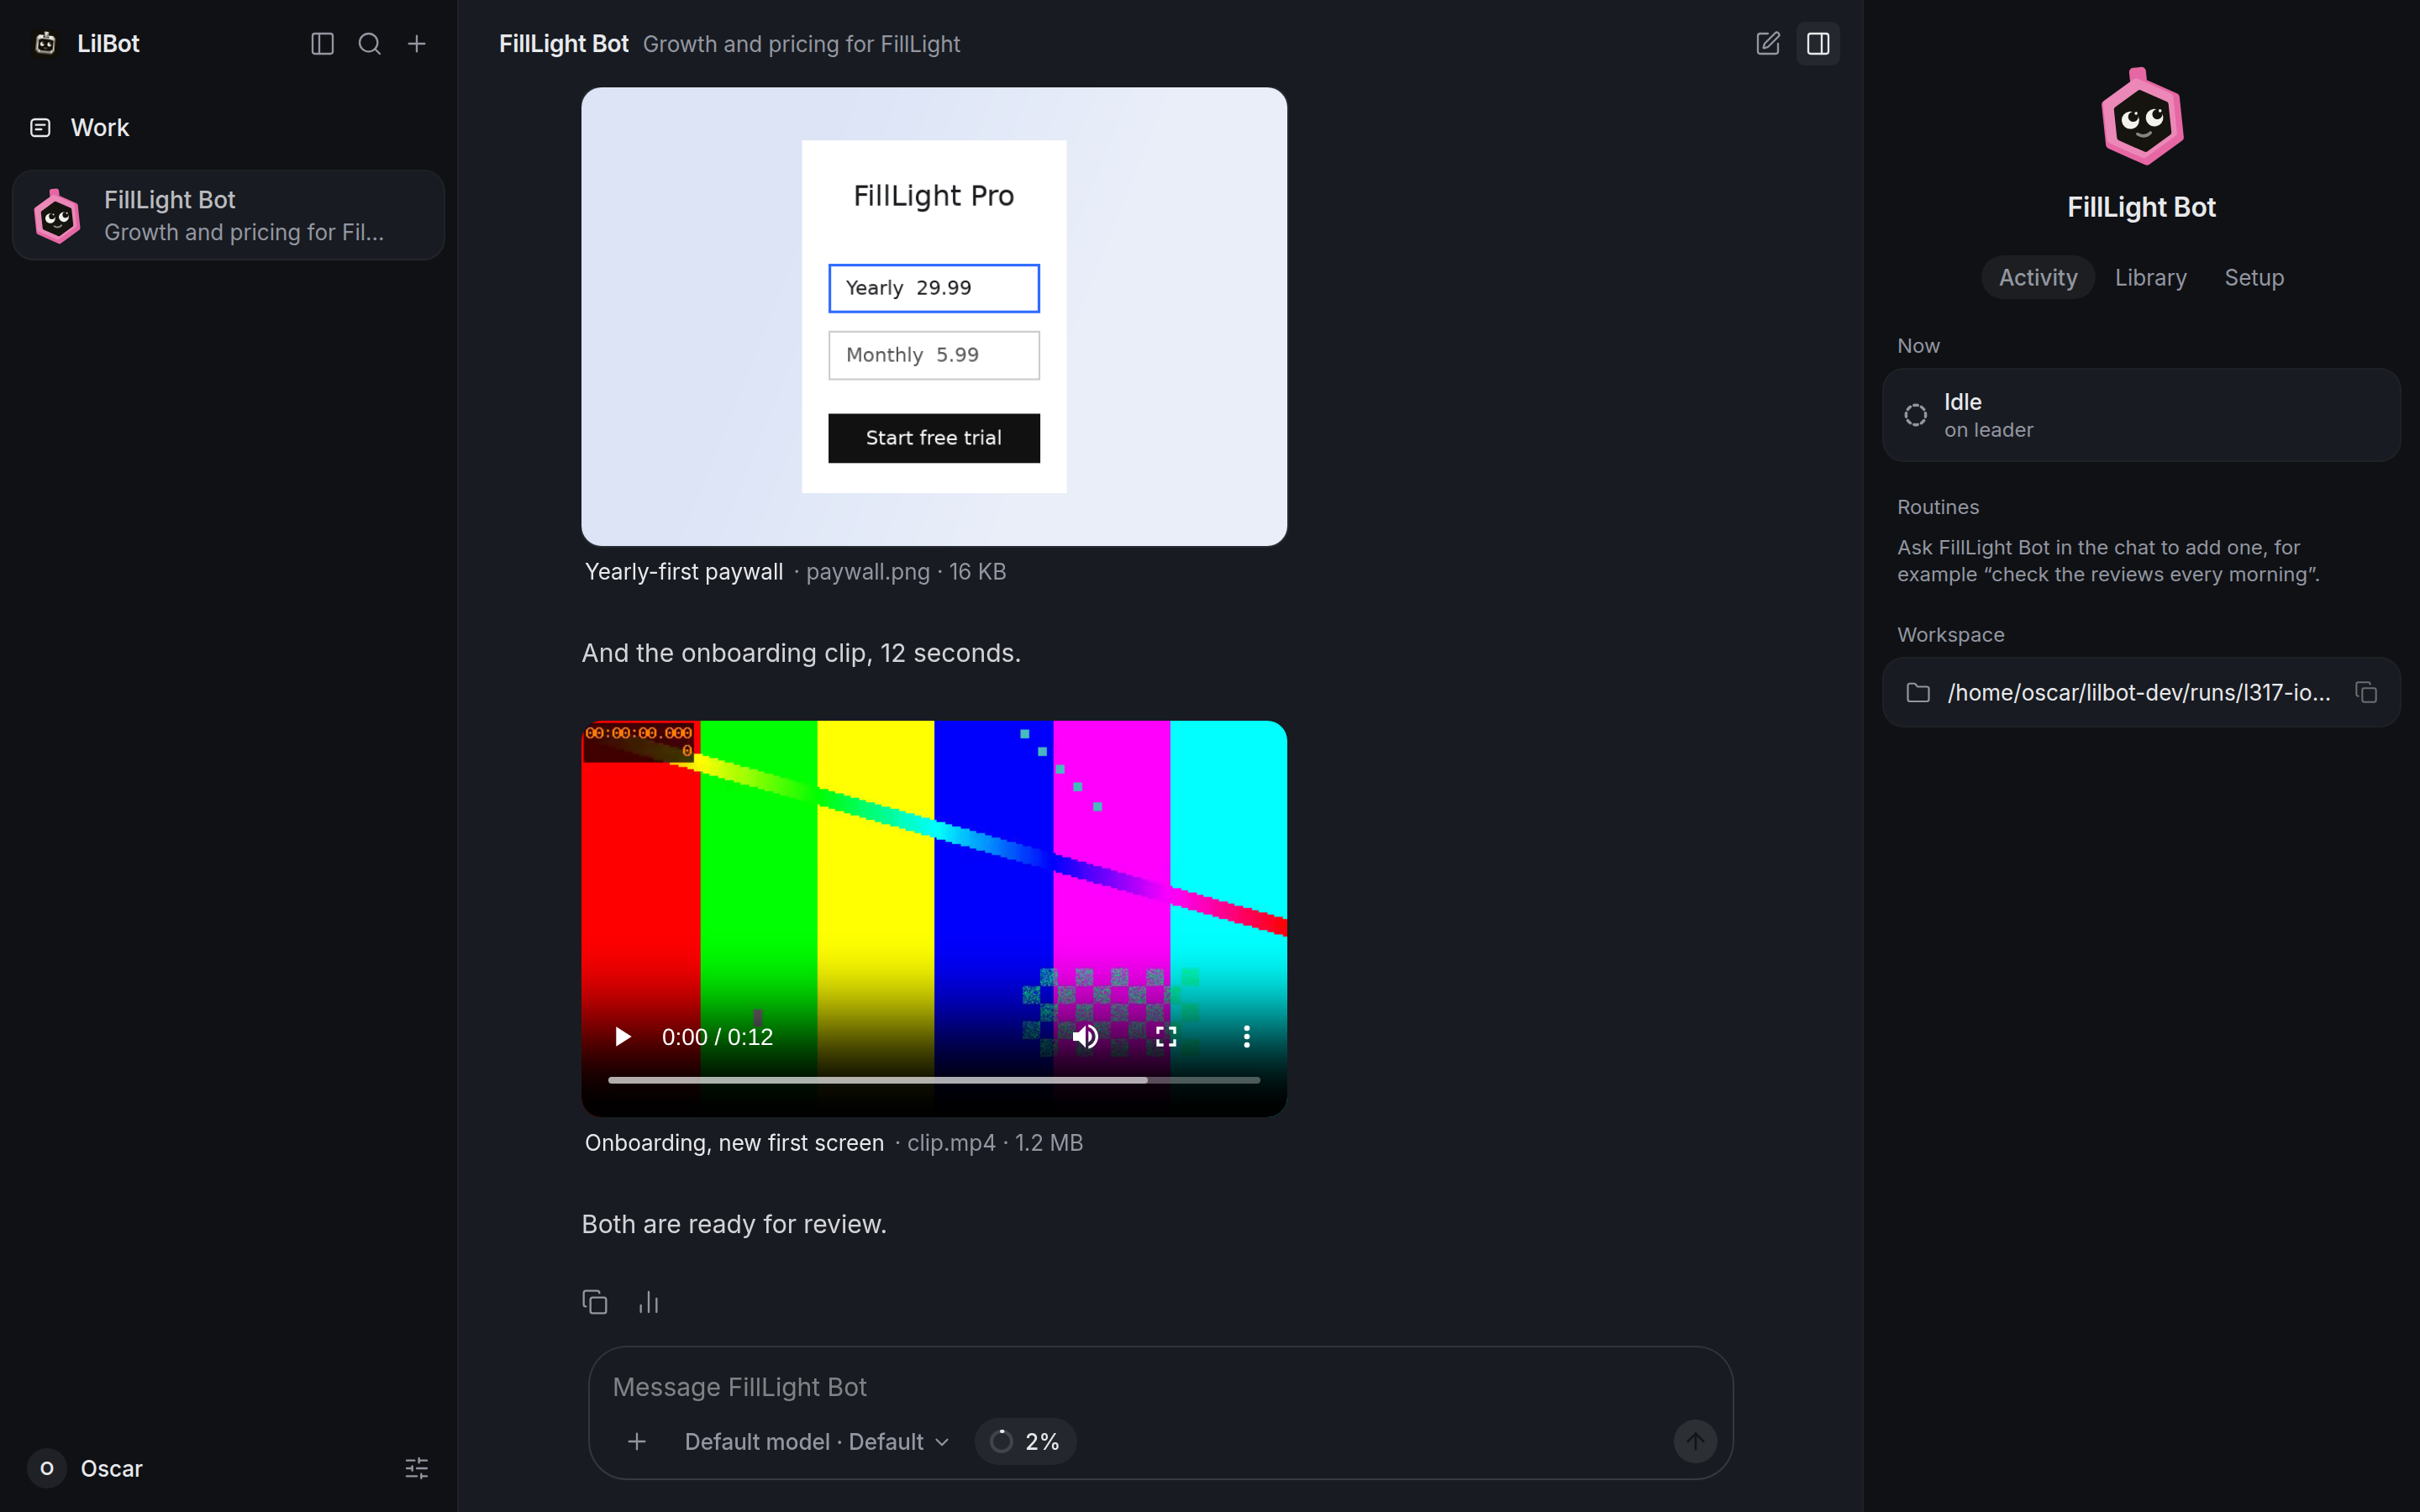 LilBot
Work
FillLight Bot
Growth and pricing for Fil...
Oscar
O
FillLight Bot Growth and pricing for FillLight
FillLight Pro
Yearly 29.99
Monthly 5.99
Start free trial
Yearly-first paywall · paywall.png · 16 KB
And the onboarding clip, 12 seconds.
00:00:00.000
0
0:00 / 0:12
Onboarding, new first screen · clip.mp4 · 1.2 MB
Both are ready for review.
Message FillLight Bot
Default model · Default
2%
FillLight Bot
Activity Library Setup
Now
Idle
on leader
Routines
Ask FillLight Bot in the chat to add one, for
example “check the reviews every morning”.
Workspace
/home/oscar/lilbot-dev/runs/l317-io...